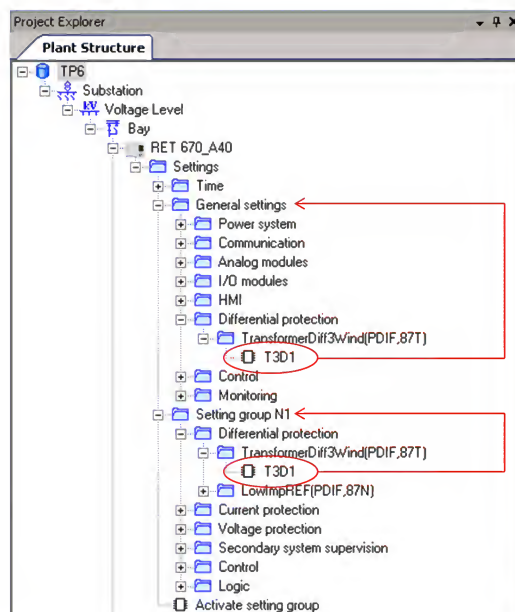 Project Explorer
Plant Structure
TP6
Substation
kV Voltage Level
Bay
RET 670_A40
Settings
Time
General settings
Power system
Communication
Analog modules
I/O modules
HMI
Differential protection
TransformerDiff3Wind(PDIF,87T)
T3D1
Control
Monitoring
Setting group N1
Differential protection
TransformerDiff3Wind(PDIF,87T)
T3D1
LowImpREF(PDIF,87N)
Current protection
Voltage protection
Secondary system supervision
Control
Logic
Activate setting group